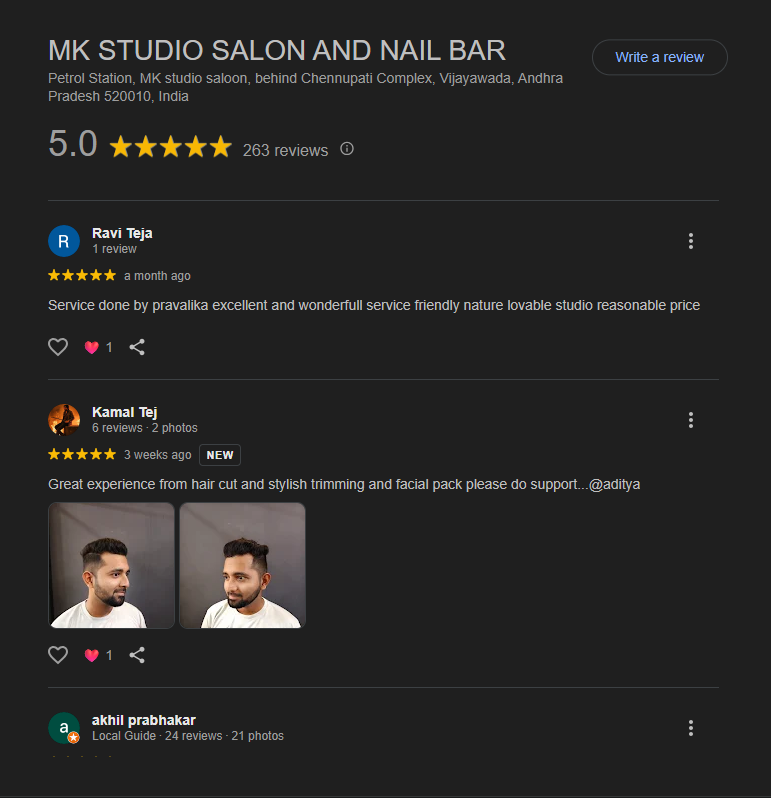 MK STUDIO SALON AND NAIL BAR
Write a review
Petrol Station, MK studio saloon, behind Chennupati Complex, Vijayawada, Andhra
Pradesh 520010, India
5.0
263 reviews
R
Ravi Teja
1 review
a month ago
Service done by pravalika excellent and wonderfull service friendly nature lovable studio reasonable price
1
Kamal Tej
6 reviews · 2 photos
3 weeks ago NEW
Great experience from hair cut and stylish trimming and facial pack please do support...@aditya
1
a
akhil prabhakar
Local Guide · 24 reviews · 21 photos